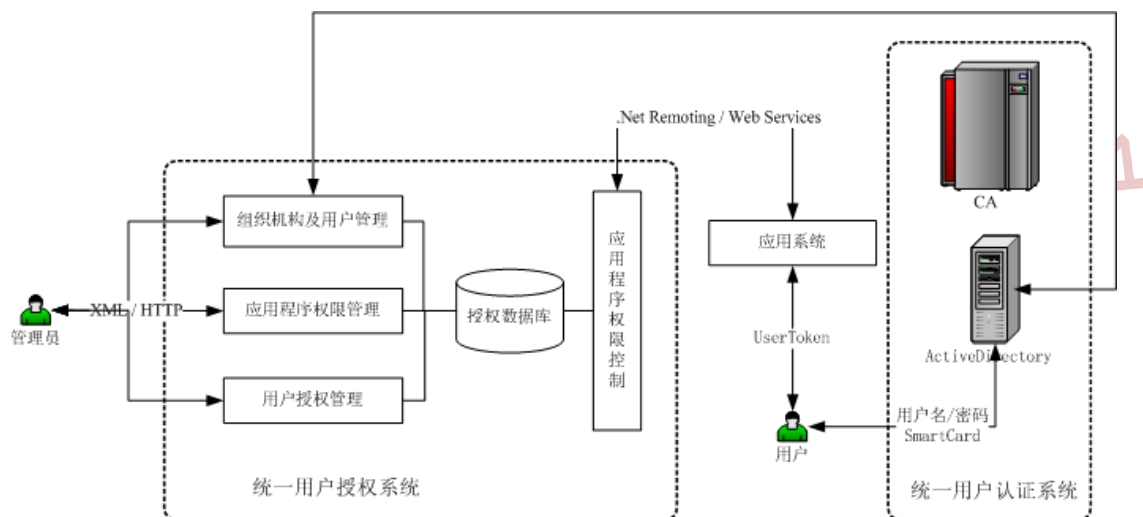 .Net Remoting / Web Services
CA
组织机构及用户管理
应用系统
管理员
XML / HTTP
应用程序权限管理
授权数据库
应用程序权限控制
UserToken
ActiveDirectory
用户授权管理
用户
用户名/密码
SmartCard
统一用户授权系统
统一用户认证系统